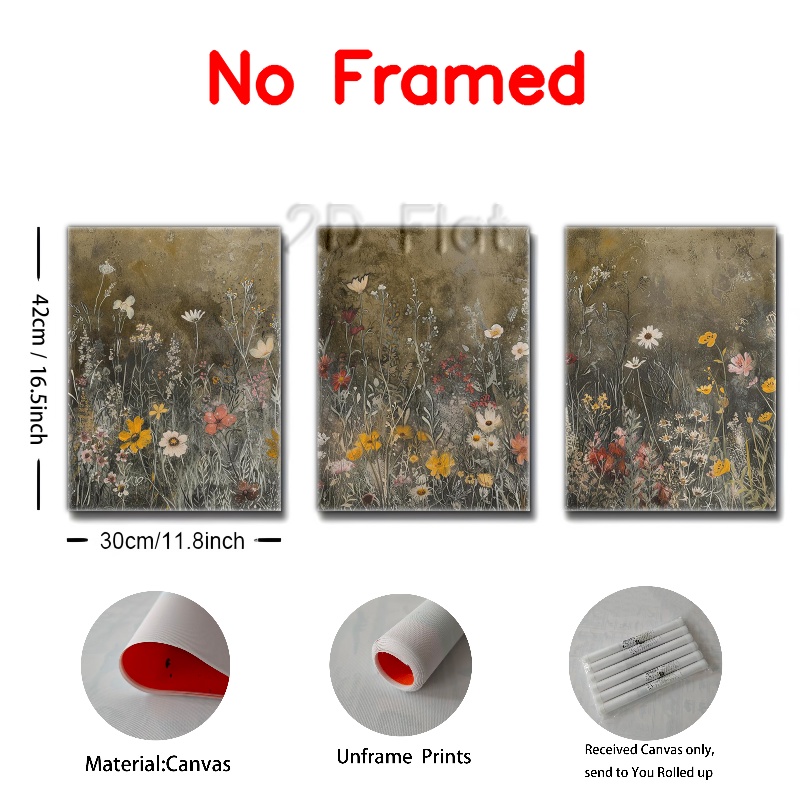 No Framed
2D Flat
42cm / 16.5inch
30cm/11.8inch
Material:Canvas
Unframe Prints
Received Canvas only,
send to You Rolled up